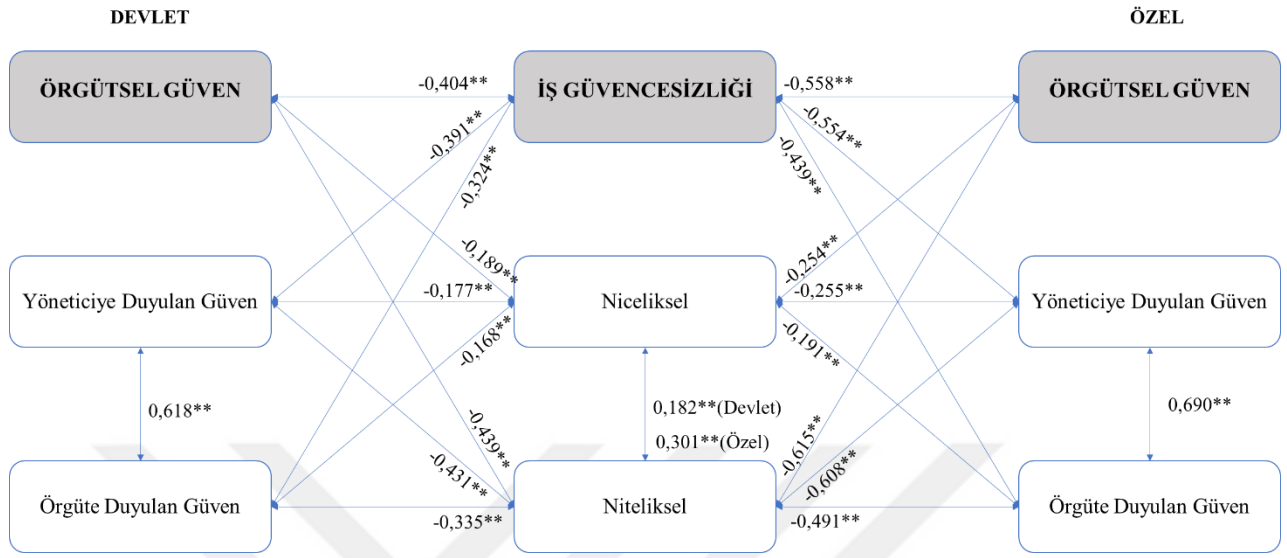 DEVLET
ÖZEL
ÖRGÜTSEL GÜVEN
-0,404**
İŞ GÜVENCESİZLİĞİ
-0,558**
ÖRGÜTSEL GÜVEN
-0,391**
-0,324**
-0,554**
-0,439**
-0,189**
-0,254**
Yöneticiye Duyulan Güven
-0,177**
Niceliksel
-0,255**
Yöneticiye Duyulan Güven
-0,168**
-0,191**
0,618**
0,182**(Devlet)
0,690**
0,301**(Özel)
-0,439**
-0,615**
-0,431**
-0,608**
Örgüte Duyulan Güven
-0,335**
Niteliksel
-0,491**
Örgüte Duyulan Güven